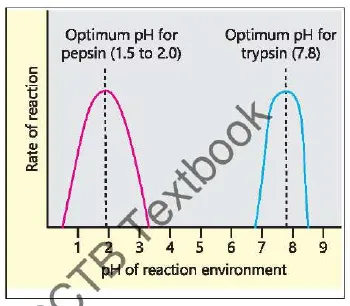 Optimum pH for
pepsin (1.5 to 2.0)
Optimum pH for
trypsin (7.8)
Rate of reaction
1 2 3 4 5 6 7 8 9
pH of reaction environment
CTB Textbook